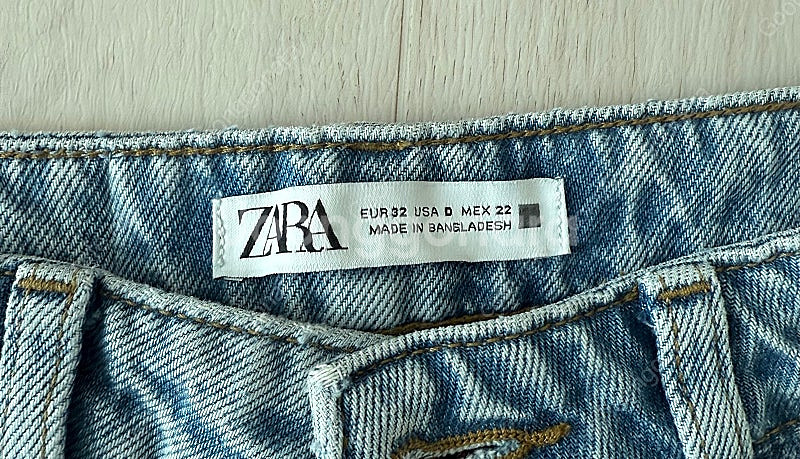 ZARA
EUR 32 USA 0 MEX 22
MADE IN BANGLADESH